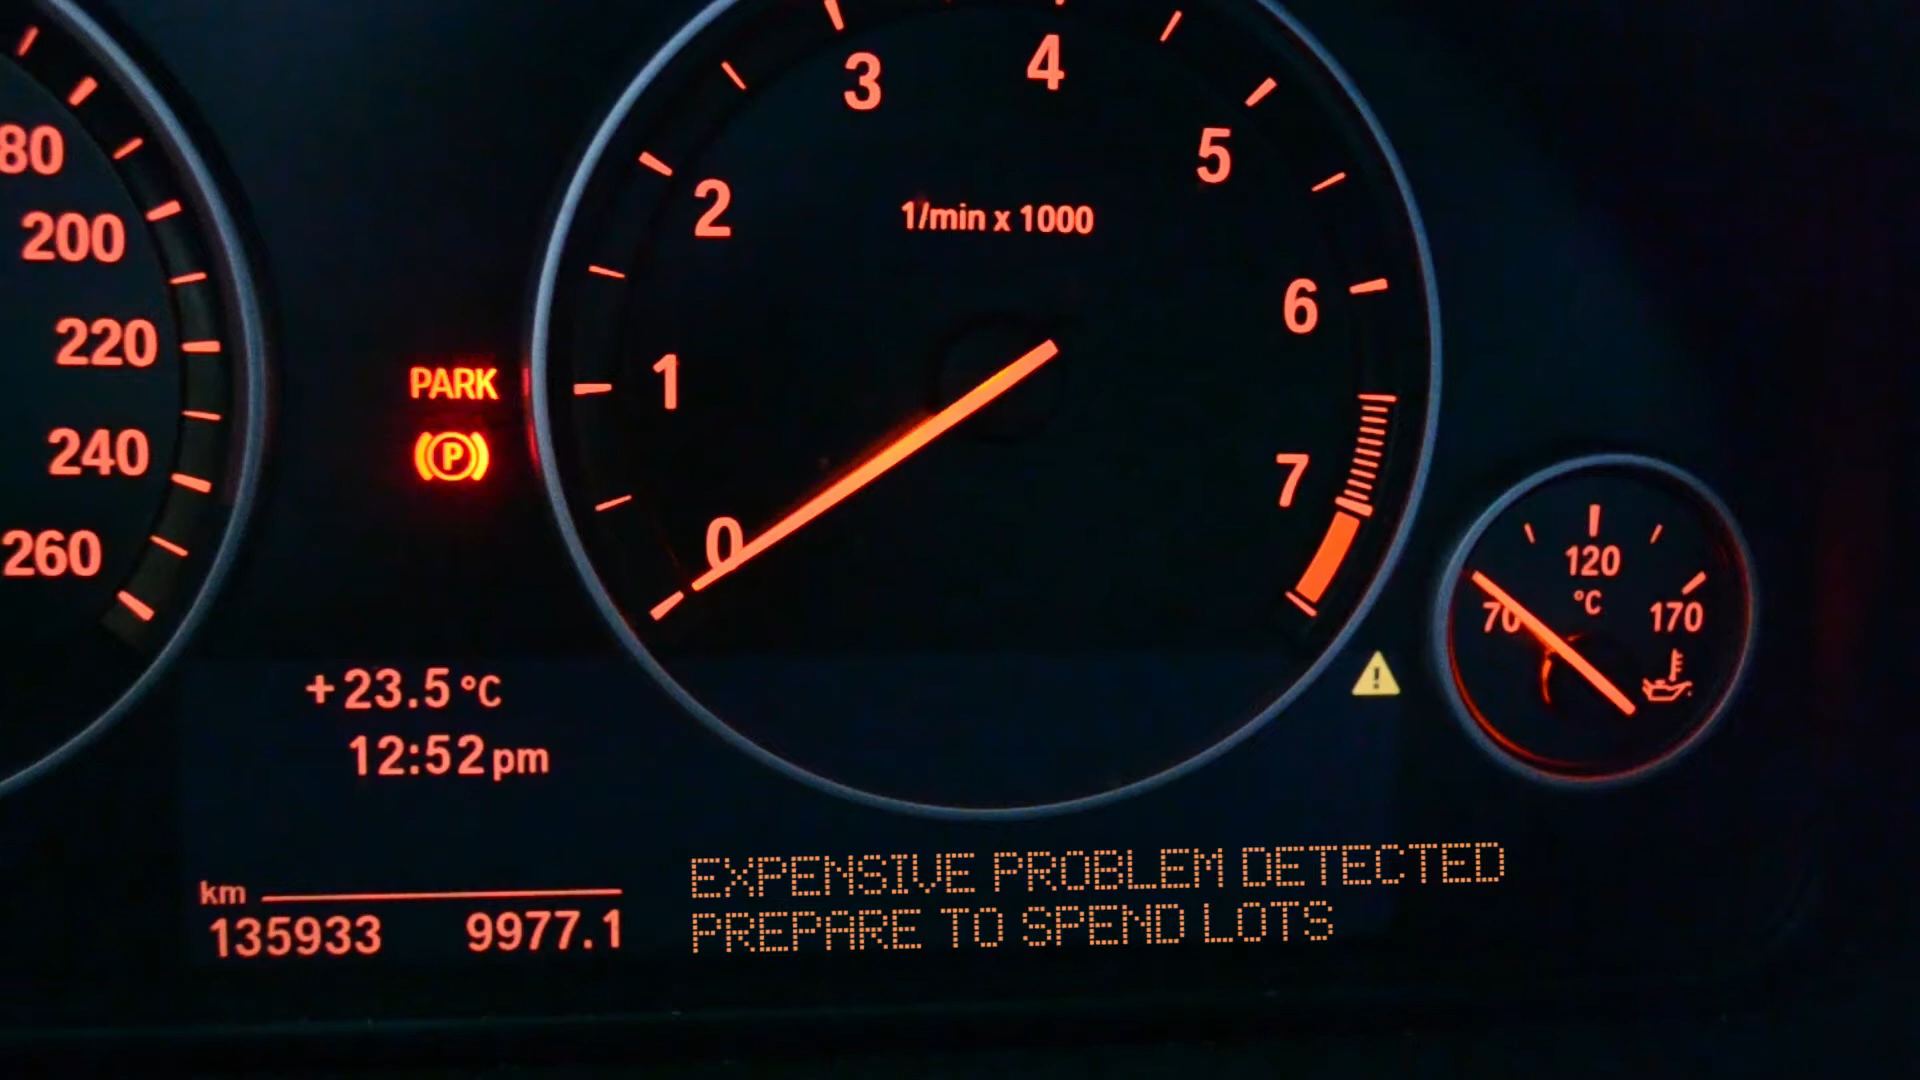 80
200
220
240
260
PARK
P
0
1
2
3
4
5
6
7
1/min x 1000
70
120
170
°C
+23.5 °C
12:52 pm
km
135933 9977.1
EXPENSIVE PROBLEM DETECTED
PREPARE TO SPEND LOTS